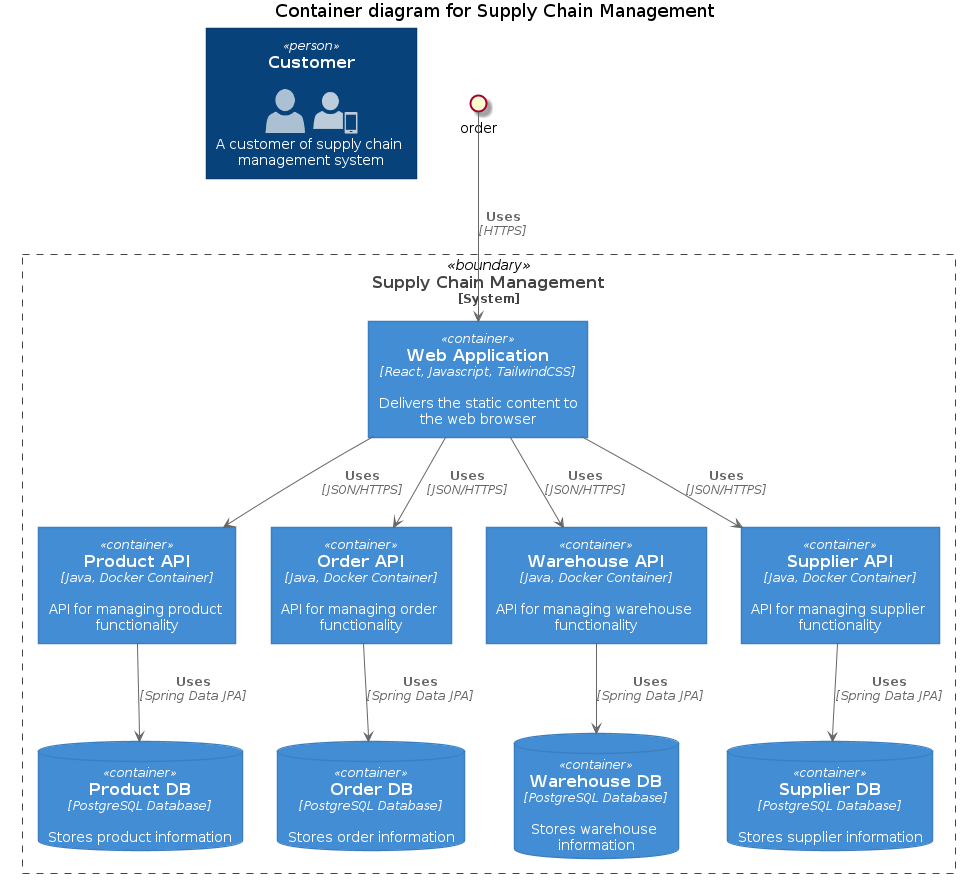 Container diagram for Supply Chain Management
«person»
Customer
A customer of supply chain
management system
order
Uses
[HTTPS]
«boundary»
Supply Chain Management
[System]
«container»
Web Application
[React, Javascript, TailwindCSS]
Delivers the static content to
the web browser
Uses
[JSON/HTTPS]
Uses
[JSON/HTTPS]
Uses
[JSON/HTTPS]
Uses
[JSON/HTTPS]
«container»
Product API
[Java, Docker Container]
API for managing product
functionality
«container»
Order API
[Java, Docker Container]
API for managing order
functionality
«container»
Warehouse API
[Java, Docker Container]
API for managing warehouse
functionality
«container»
Supplier API
[Java, Docker Container]
API for managing supplier
functionality
Uses
[Spring Data JPA]
Uses
[Spring Data JPA]
Uses
[Spring Data JPA]
Uses
[Spring Data JPA]
«container»
Product DB
[PostgreSQL Database]
Stores product information
«container»
Order DB
[PostgreSQL Database]
Stores order information
«container»
Warehouse DB
[PostgreSQL Database]
Stores warehouse
information
«container»
Supplier DB
[PostgreSQL Database]
Stores supplier information